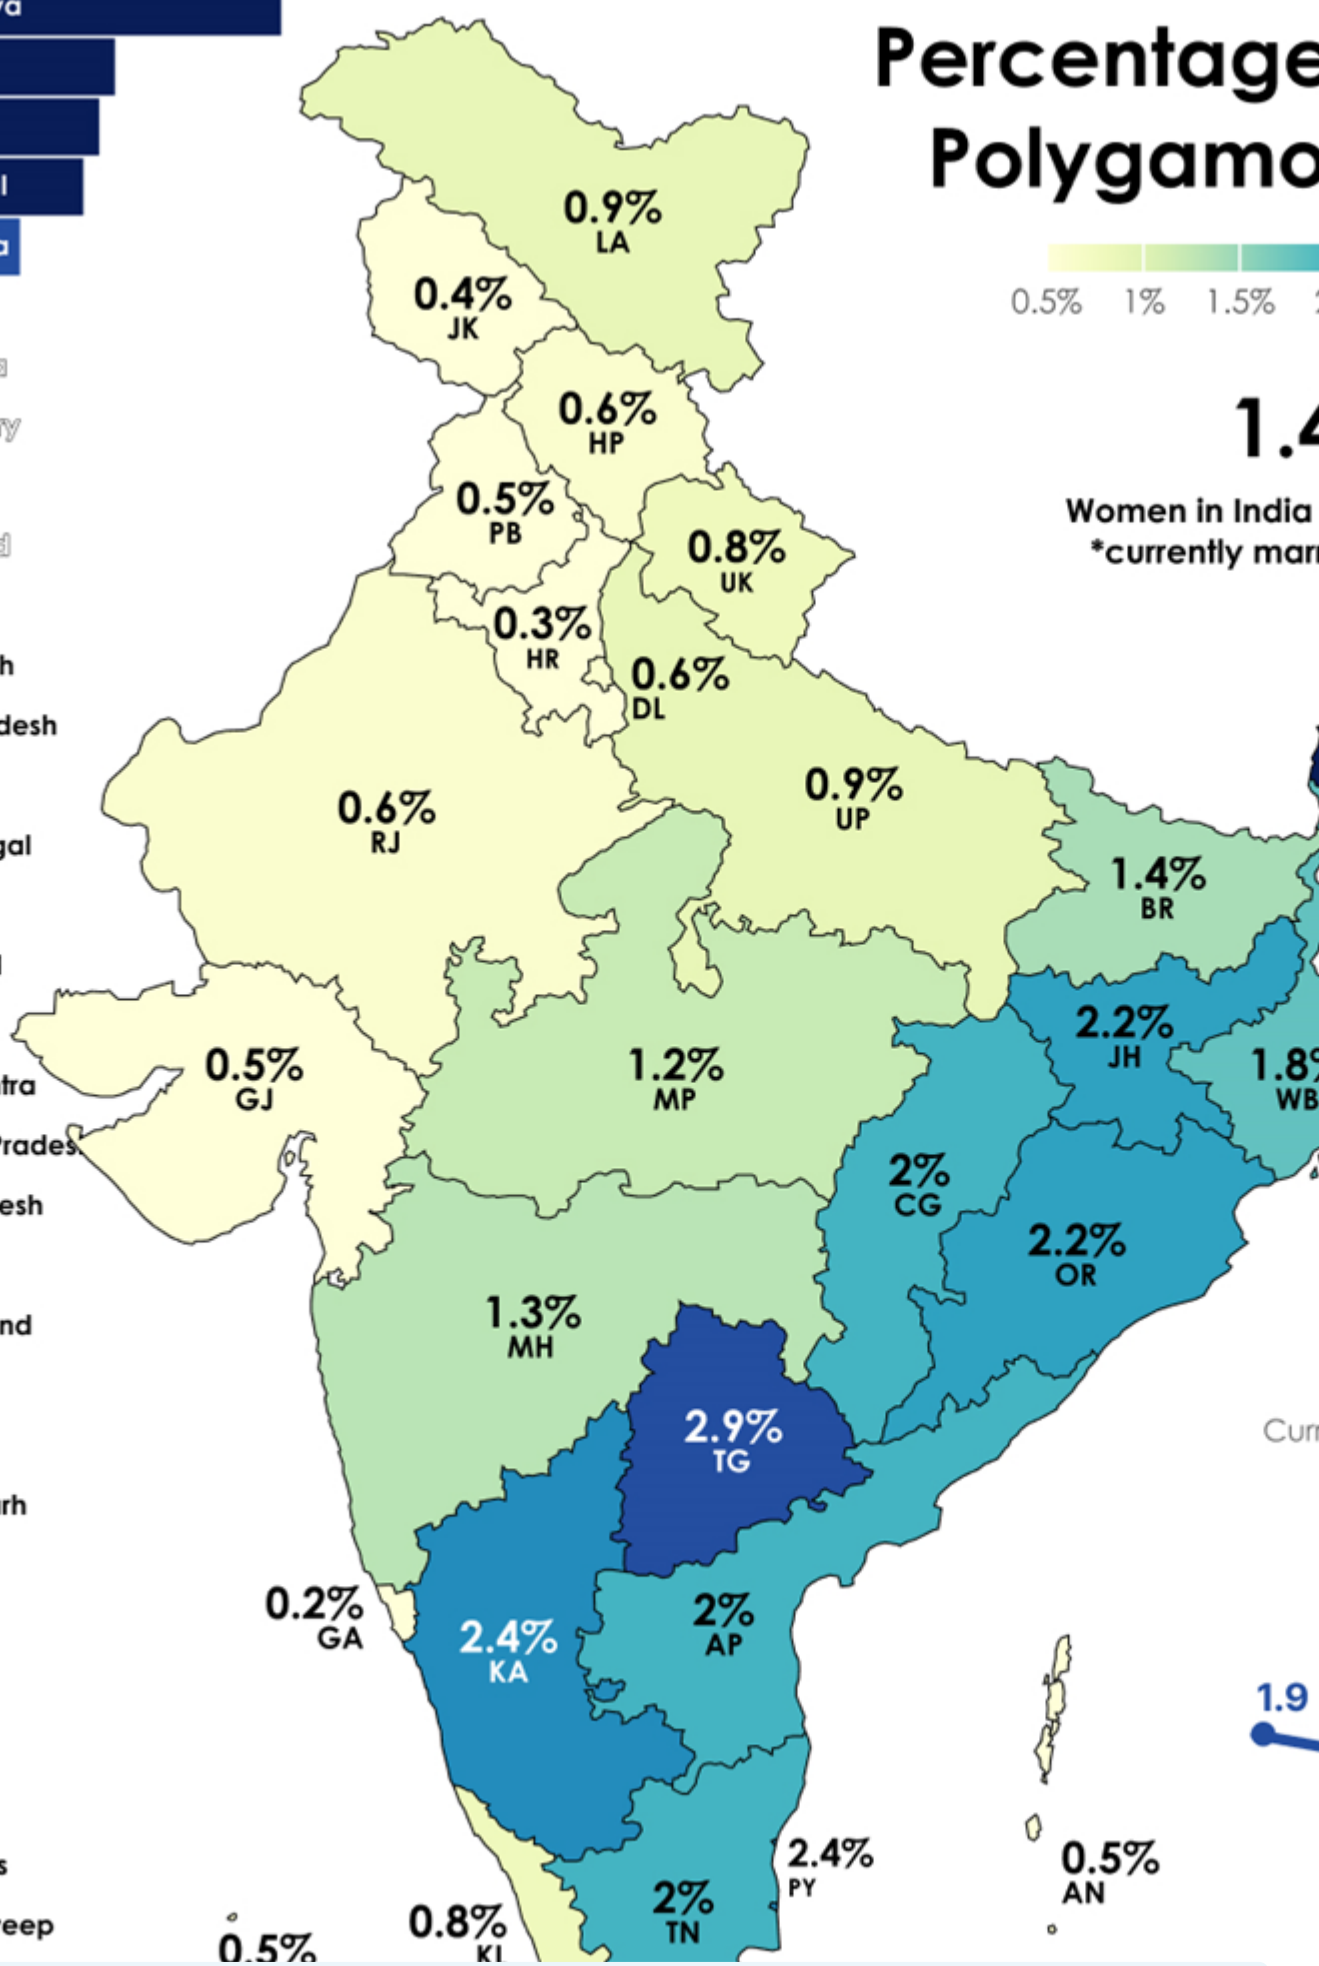 Percentage
Polygamo
0.5%
1%
1.5%
1.4
Women in India
*currently marr
0.9%
LA
0.4%
JK
0.6%
HP
0.5%
PB
0.8%
UK
0.3%
HR
0.6%
DL
0.9%
UP
0.6%
RJ
1.4%
BR
2.2%
JH
1.8%
WB
0.5%
GJ
1.2%
MP
2%
CG
2.2%
OR
1.3%
MH
2.9%
TG
0.2%
GA
2.4%
KA
2%
AP
2.4%
PY
2%
TN
0.8%
KL
0.5%
0.5%
AN
Curr
1.9
ya
l
a
a
ry
d
h
desh
gal
l
tra
Prades
esh
nd
rh
s
eep